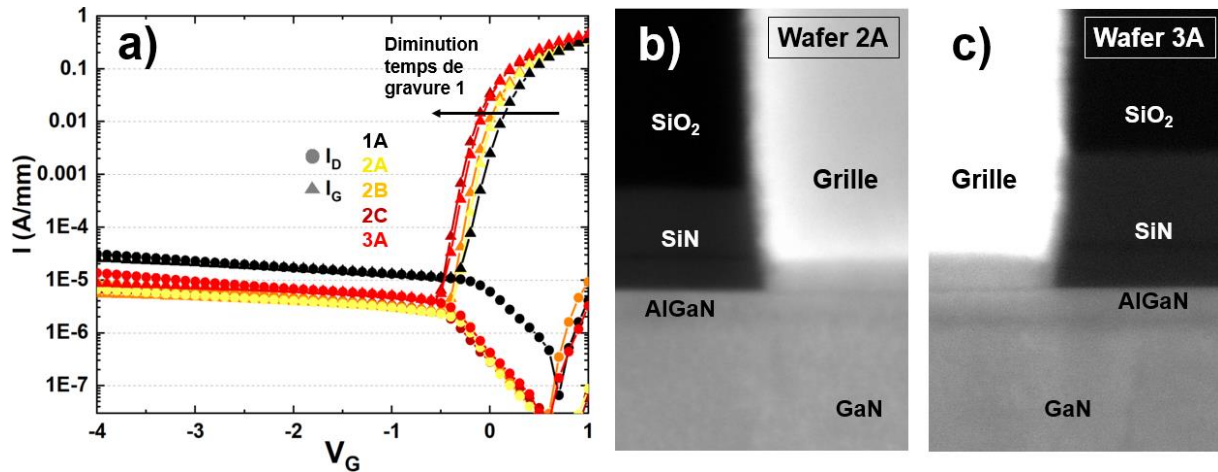 a)
Diminution
temps de
gravure 1
I_D
I_G
1A
2A
2B
2C
3A
I (A/mm)
1
0.1
0.01
0.001
1E-4
1E-5
1E-6
1E-7
-4
-3
-2
-1
0
1
V_G
b)
Wafer 2A
SiO₂
Grille
SiN
AlGaN
GaN
c)
Wafer 3A
SiO₂
Grille
SiN
AlGaN
GaN